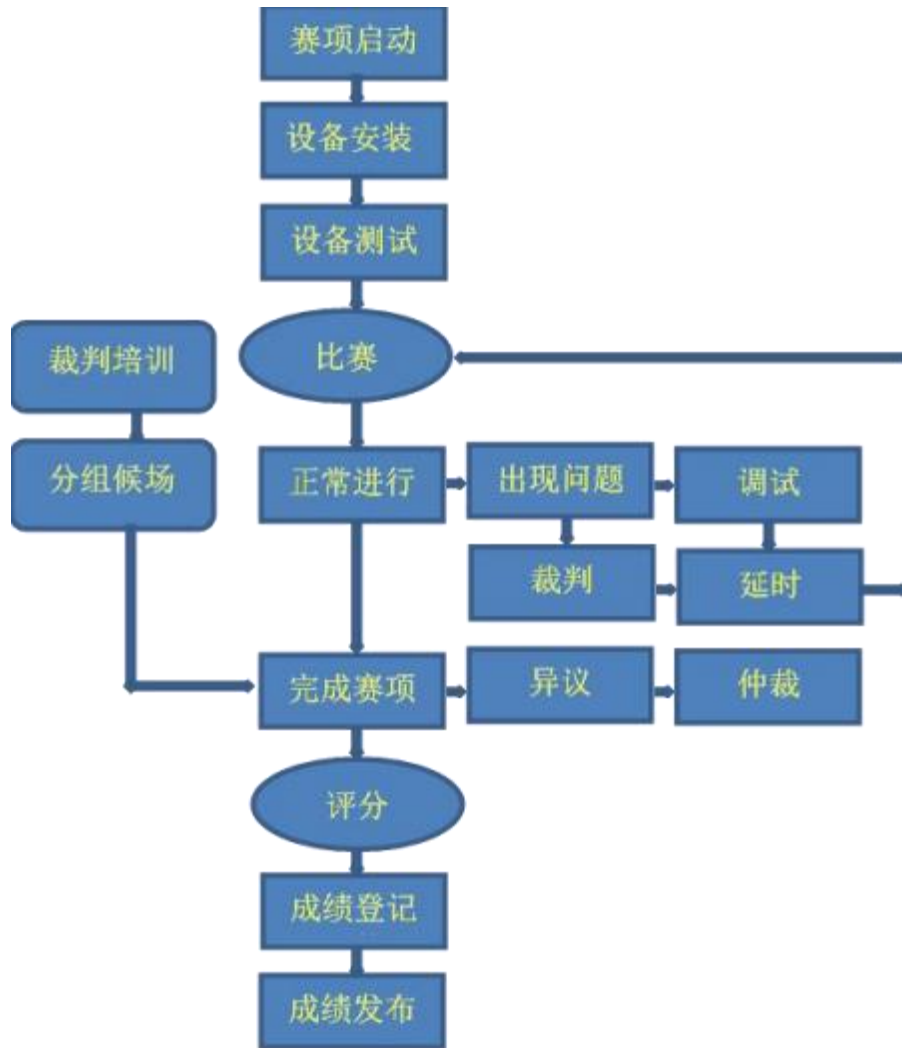 赛项启动
设备安装
设备测试
比赛
裁判培训
分组候场
正常进行
出现问题
调试
裁判
延时
完成赛项
异议
仲裁
评分
成绩登记
成绩发布